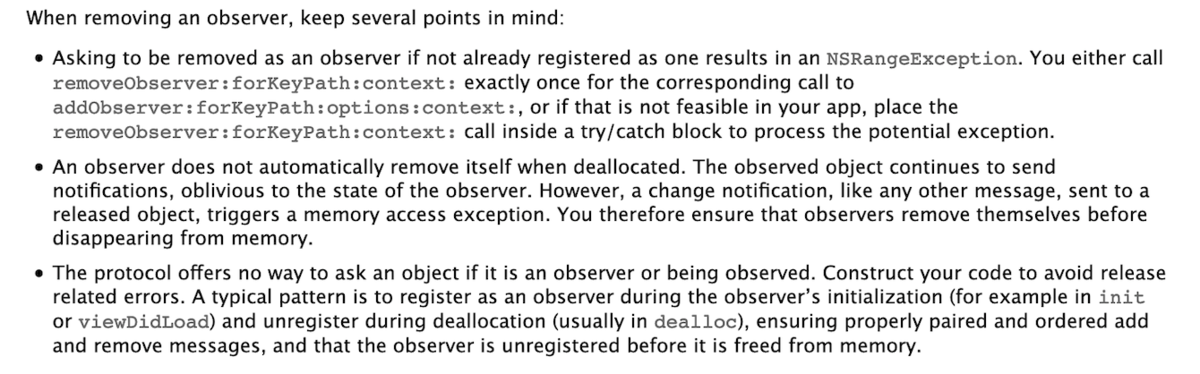 When removing an observer, keep several points in mind:
• Asking to be removed as an observer if not already registered as one results in an NSRangeException. You either call
removeObserver:forKeyPath:context: exactly once for the corresponding call to
addObserver:forKeyPath:options:context:, or if that is not feasible in your app, place the
removeObserver:forKeyPath:context: call inside a try/catch block to process the potential exception.
• An observer does not automatically remove itself when deallocated. The observed object continues to send
notifications, oblivious to the state of the observer. However, a change notification, like any other message, sent to a
released object, triggers a memory access exception. You therefore ensure that observers remove themselves before
disappearing from memory.
• The protocol offers no way to ask an object if it is an observer or being observed. Construct your code to avoid release
related errors. A typical pattern is to register as an observer during the observer’s initialization (for example in init
or viewDidLoad) and unregister during deallocation (usually in dealloc), ensuring properly paired and ordered add
and remove messages, and that the observer is unregistered before it is freed from memory.